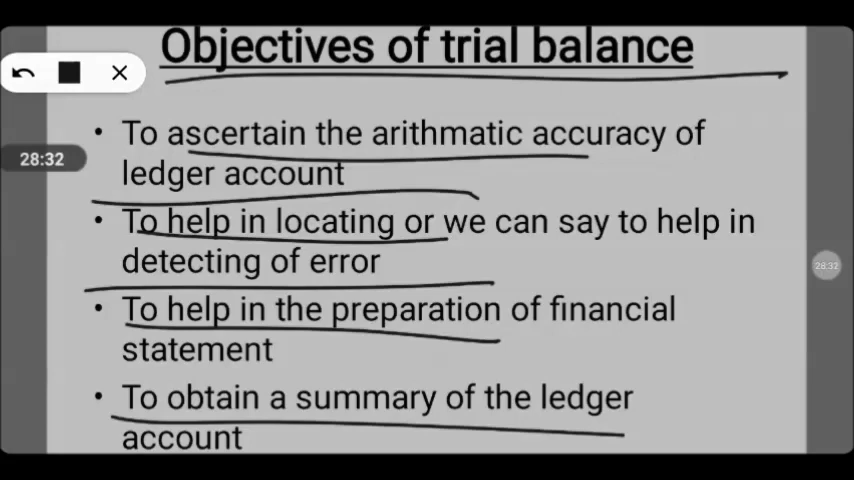 Objectives of trial balance
• To ascertain the arithmatic accuracy of
28:32
ledger account
• To help in locating or we can say to help in
detecting of error
28:32
• To help in the preparation of financial
statement
• To obtain a summary of the ledger
account